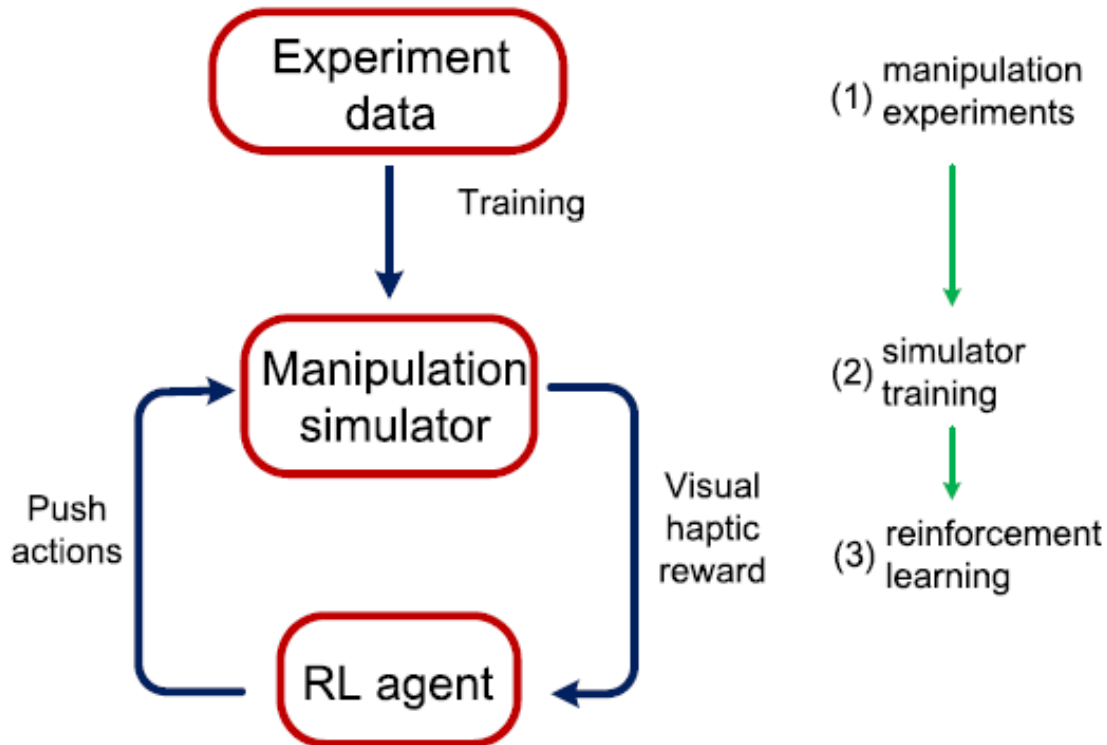 Experiment
data
Training
Manipulation
simulator
Push
actions
Visual
haptic
reward
RL agent
(1) manipulation
experiments
(2) simulator
training
(3) reinforcement
learning